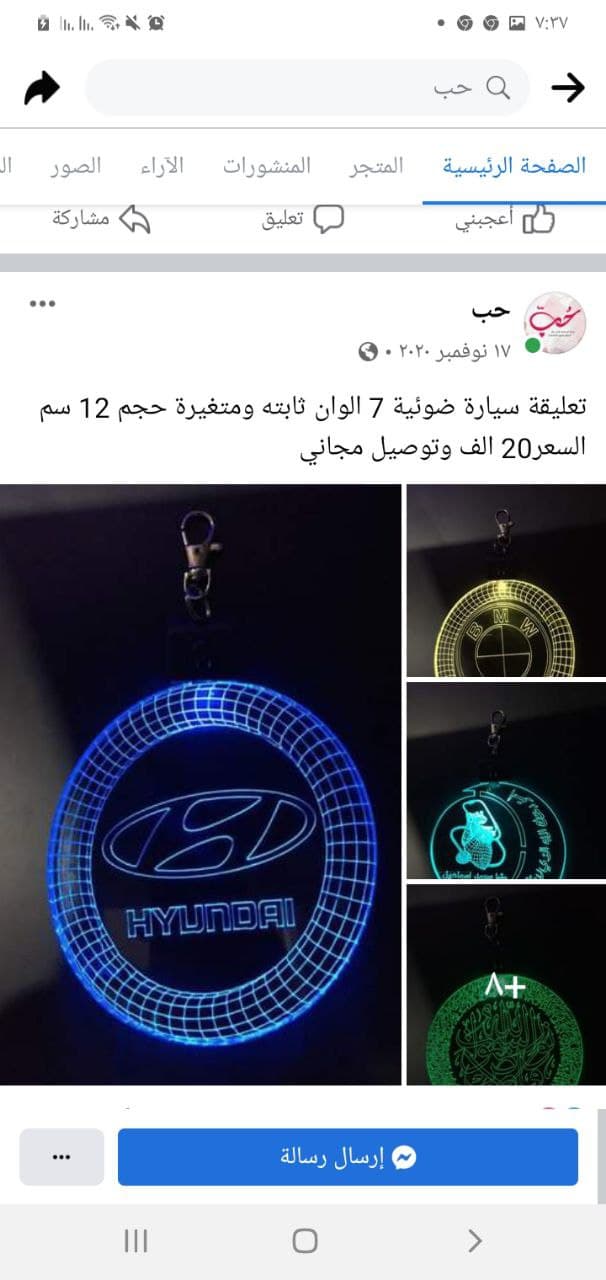 ٧:٣٧
حب
الصفحة الرئيسية
المتجر
المنشورات
الآراء
الصور
أعجبني
تعليق
مشاركة
حب
١٧ نوفمبر ٢٠٢٠
تعليقة سيارة ضوئية 7 الوان ثابته ومتغيرة حجم 12 سم
السعر20 الف وتوصيل مجاني
HYUNDAI
BMW
٨+
إرسال رسالة